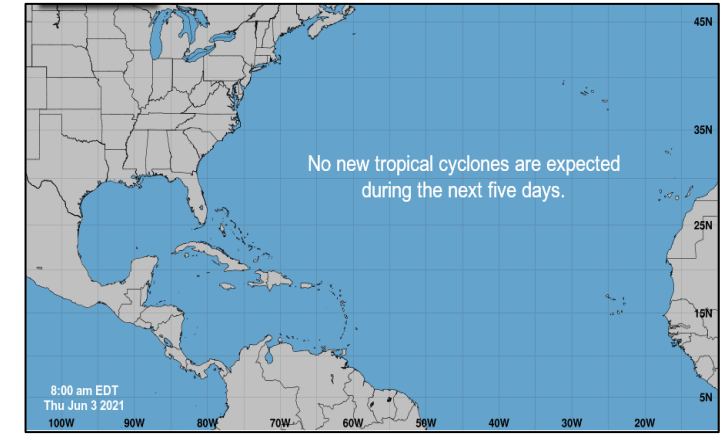 45N
35N
No new tropical cyclones are expected
during the next five days.
25N
15N
8:00 am EDT
Thu Jun 3 2021
5N
100W 90W 80W 70W 60W 50W 40W 30W 20W